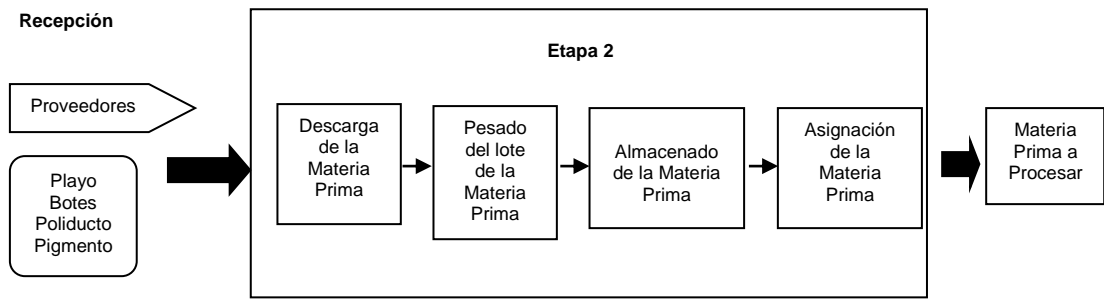 Recepción
Etapa 2
Proveedores
Playo
Botes
Poliducto
Pigmento
Descarga
de la
Materia
Prima
Pesado
del lote
de la
Materia
Prima
Almacenado
de la Materia
Prima
Asignación
de la
Materia
Prima
Materia
Prima a
Procesar